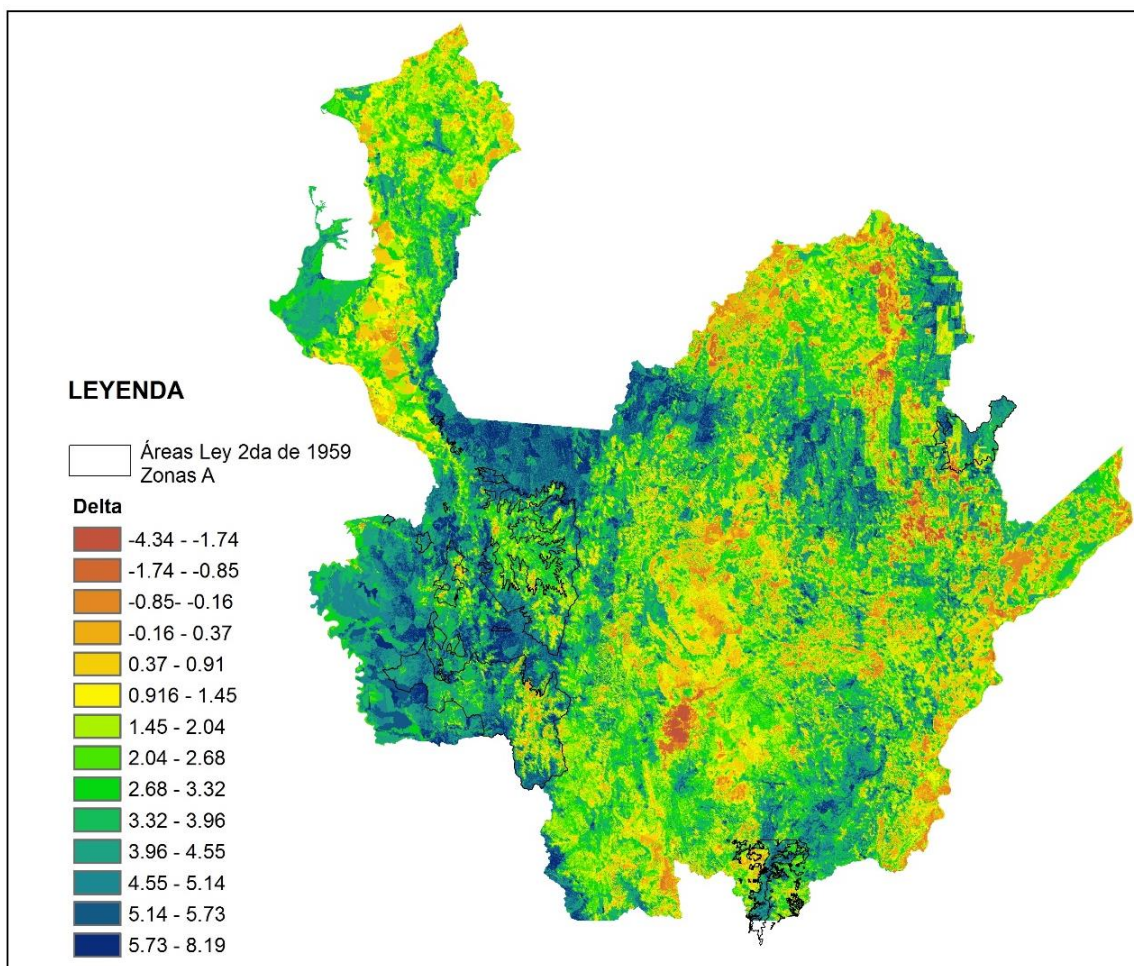 LEYENDA
Áreas Ley 2da de 1959
Zonas A
Delta
-4.34 - -1.74
-1.74 - -0.85
-0.85- -0.16
-0.16 - 0.37
0.37 - 0.91
0.916 - 1.45
1.45 - 2.04
2.04 - 2.68
2.68 - 3.32
3.32 - 3.96
3.96 - 4.55
4.55 - 5.14
5.14 - 5.73
5.73 - 8.19